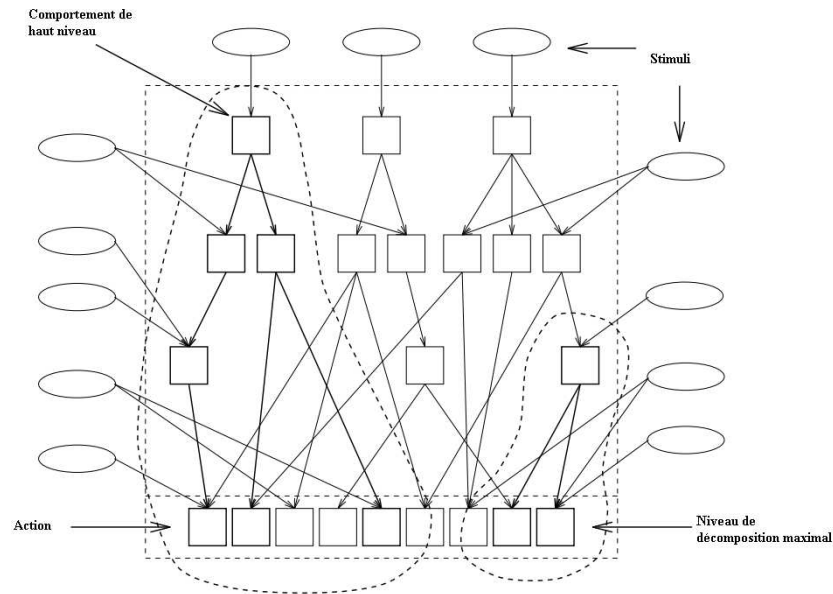 Comportement de
haut niveau
Stimuli
Action
Niveau de
décomposition maximal